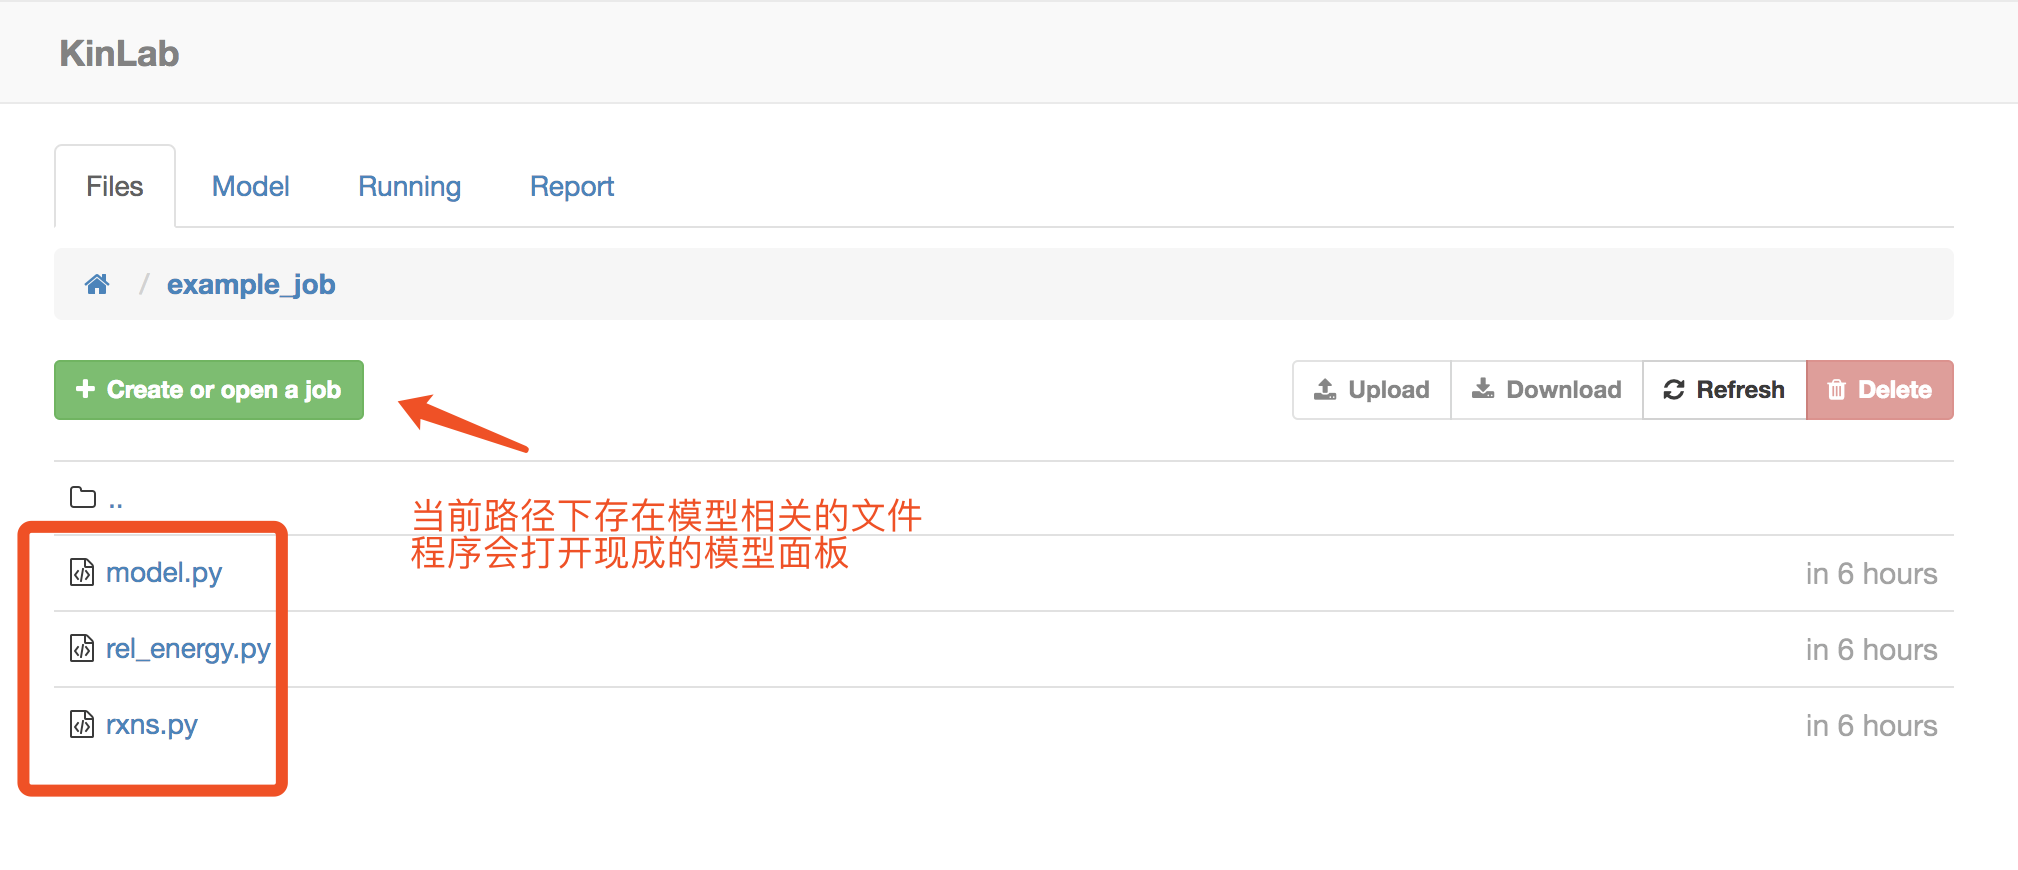 KinLab
Files Model Running Report
/ example_job
+ Create or open a job Upload Download Refresh Delete
..
当前路径下存在模型相关的文件
程序会打开现成的模型面板
model.py in 6 hours
rel_energy.py in 6 hours
rxns.py in 6 hours